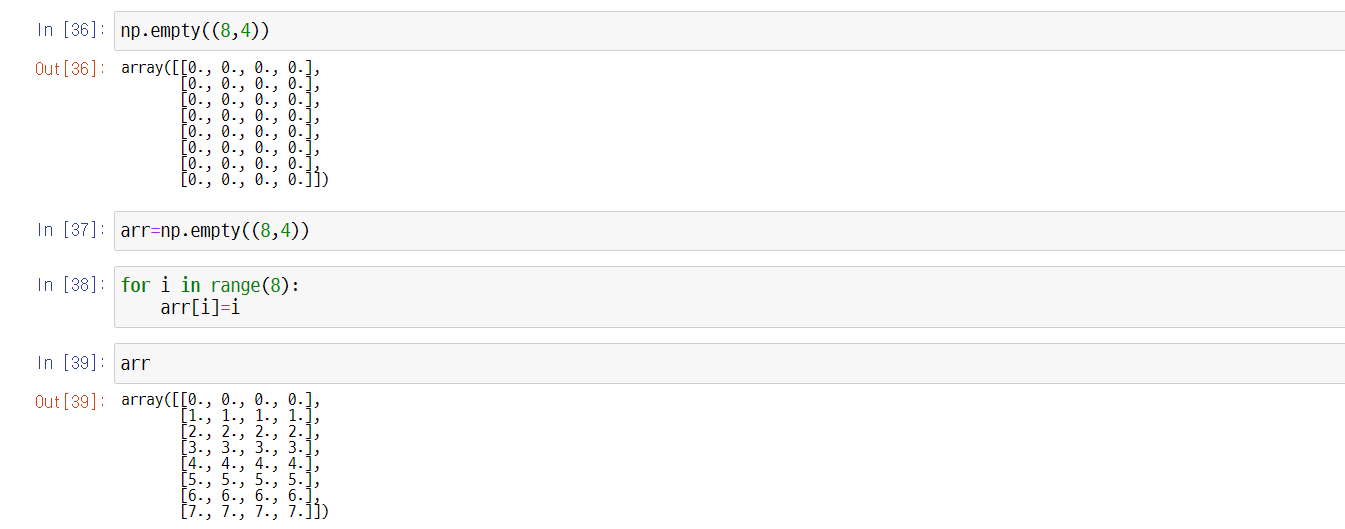 In [36]: np.empty((8,4))
Out[36]: array([[0., 0., 0., 0.],
[0., 0., 0., 0.],
[0., 0., 0., 0.],
[0., 0., 0., 0.],
[0., 0., 0., 0.],
[0., 0., 0., 0.],
[0., 0., 0., 0.],
[0., 0., 0., 0.]])
In [37]: arr=np.empty((8,4))
In [38]: for i in range(8):
    arr[i]=i
In [39]: arr
Out[39]: array([[0., 0., 0., 0.],
[1., 1., 1., 1.],
[2., 2., 2., 2.],
[3., 3., 3., 3.],
[4., 4., 4., 4.],
[5., 5., 5., 5.],
[6., 6., 6., 6.],
[7., 7., 7., 7.]])